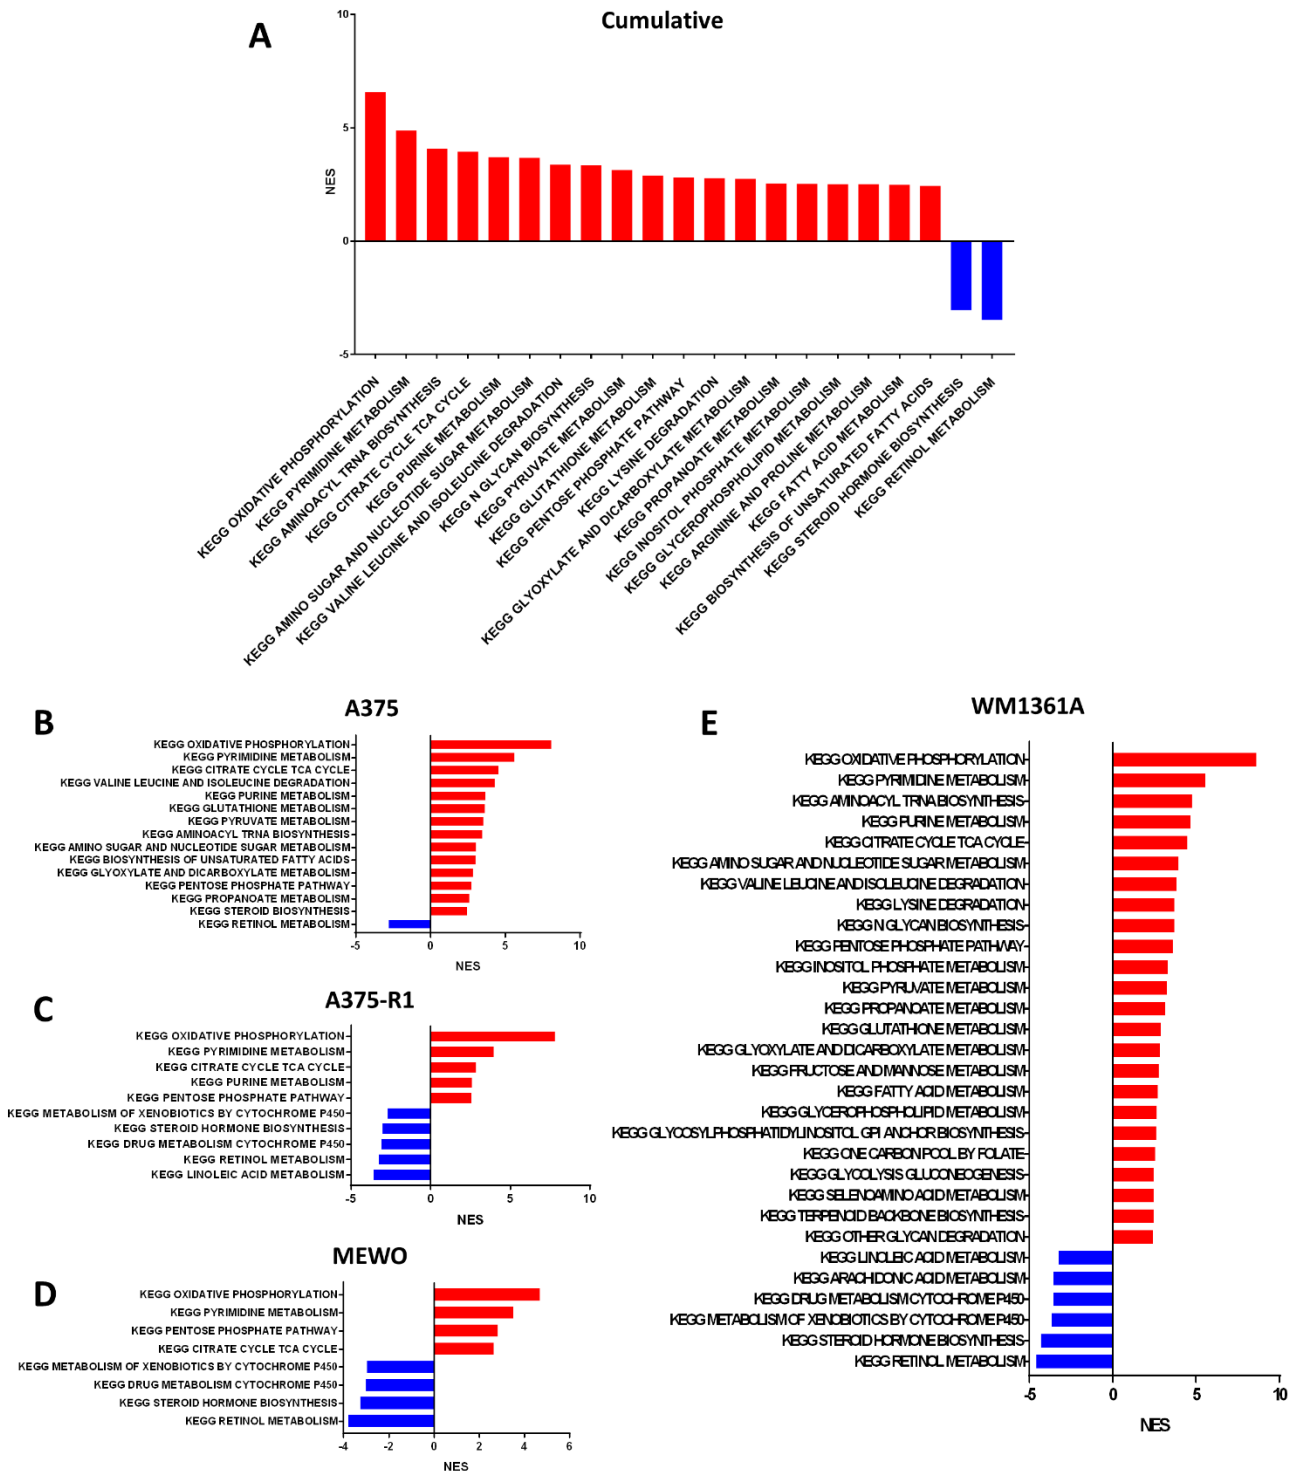 A
Cumulative
10
5
0
-5
NES
KEGG OXIDATIVE PHOSPHORYLATION
KEGG PYRIMIDINE METABOLISM
KEGG AMINOACYL TRNA BIOSYNTHESIS
KEGG CITRATE CYCLE TCA CYCLE
KEGG PURINE METABOLISM
KEGG AMINO SUGAR AND NUCLEOTIDE SUGAR METABOLISM
KEGG VALINE LEUCINE AND ISOLEUCINE DEGRADATION
KEGG N GLYCAN BIOSYNTHESIS
KEGG PYRUVATE METABOLISM
KEGG GLUTATHIONE METABOLISM
KEGG PENTOSE PHOSPHATE PATHWAY
KEGG LYSINE DEGRADATION
KEGG GLYOXYLATE AND DICARBOXYLATE METABOLISM
KEGG PROPANOATE METABOLISM
KEGG INOSITOL PHOSPHATE METABOLISM
KEGG GLYCEROPHOSPHOLIPID METABOLISM
KEGG ARGININE AND PROLINE METABOLISM
KEGG FATTY ACID METABOLISM
KEGG BIOSYNTHESIS OF UNSATURATED FATTY ACIDS
KEGG STEROID HORMONE BIOSYNTHESIS
KEGG RETINOL METABOLISM
B
A375
KEGG OXIDATIVE PHOSPHORYLATION
KEGG PYRIMIDINE METABOLISM
KEGG CITRATE CYCLE TCA CYCLE
KEGG VALINE LEUCINE AND ISOLEUCINE DEGRADATION
KEGG PURINE METABOLISM
KEGG GLUTATHIONE METABOLISM
KEGG PYRUVATE METABOLISM
KEGG AMINOACYL TRNA BIOSYNTHESIS
KEGG AMINO SUGAR AND NUCLEOTIDE SUGAR METABOLISM
KEGG BIOSYNTHESIS OF UNSATURATED FATTY ACIDS
KEGG GLYOXYLATE AND DICARBOXYLATE METABOLISM
KEGG PENTOSE PHOSPHATE PATHWAY
KEGG PROPANOATE METABOLISM
KEGG STEROID BIOSYNTHESIS
KEGG RETINOL METABOLISM
-5 0 5 10
NES
C
A375-R1
KEGG OXIDATIVE PHOSPHORYLATION
KEGG PYRIMIDINE METABOLISM
KEGG CITRATE CYCLE TCA CYCLE
KEGG PURINE METABOLISM
KEGG PENTOSE PHOSPHATE PATHWAY
KEGG METABOLISM OF XENOBIOTICS BY CYTOCHROME P450
KEGG STEROID HORMONE BIOSYNTHESIS
KEGG DRUG METABOLISM CYTOCHROME P450
KEGG RETINOL METABOLISM
KEGG LINOLEIC ACID METABOLISM
-5 0 5 10
NES
D
MEWO
KEGG OXIDATIVE PHOSPHORYLATION
KEGG PYRIMIDINE METABOLISM
KEGG PENTOSE PHOSPHATE PATHWAY
KEGG CITRATE CYCLE TCA CYCLE
KEGG METABOLISM OF XENOBIOTICS BY CYTOCHROME P450
KEGG DRUG METABOLISM CYTOCHROME P450
KEGG STEROID HORMONE BIOSYNTHESIS
KEGG RETINOL METABOLISM
-4 -2 0 2 4 6
NES
E
WM1361A
KEGG OXIDATIVE PHOSPHORYLATION
KEGG PYRIMIDINE METABOLISM
KEGG AMINOACYL TRNA BIOSYNTHESIS
KEGG PURINE METABOLISM
KEGG CITRATE CYCLE TCA CYCLE
KEGG AMINO SUGAR AND NUCLEOTIDE SUGAR METABOLISM
KEGG VALINE LEUCINE AND ISOLEUCINE DEGRADATION
KEGG LYSINE DEGRADATION
KEGG N GLYCAN BIOSYNTHESIS
KEGG PENTOSE PHOSPHATE PATHWAY
KEGG INOSITOL PHOSPHATE METABOLISM
KEGG PYRUVATE METABOLISM
KEGG PROPANOATE METABOLISM
KEGG GLUTATHIONE METABOLISM
KEGG GLYOXYLATE AND DICARBOXYLATE METABOLISM
KEGG FRUCTOSE AND MANNOSE METABOLISM
KEGG FATTY ACID METABOLISM
KEGG GLYCEROPHOSPHOLIPID METABOLISM
KEGG GLYCOSYLPHOSPHATIDYLINOSITOL GPI ANCHOR BIOSYNTHESIS
KEGG ONE CARBON POOL BY FOLATE
KEGG GLYCOLYSIS GLUCONEOGENESIS
KEGG SELENOAMINO ACID METABOLISM
KEGG TERPENOID BACKBONE BIOSYNTHESIS
KEGG OTHER GLYCAN DEGRADATION
KEGG LINOLEIC ACID METABOLISM
KEGG ARACHIDONIC ACID METABOLISM
KEGG DRUG METABOLISM CYTOCHROME P450
KEGG METABOLISM OF XENOBIOTICS BY CYTOCHROME P450
KEGG STEROID HORMONE BIOSYNTHESIS
KEGG RETINOL METABOLISM
-5 0 5 10
NES